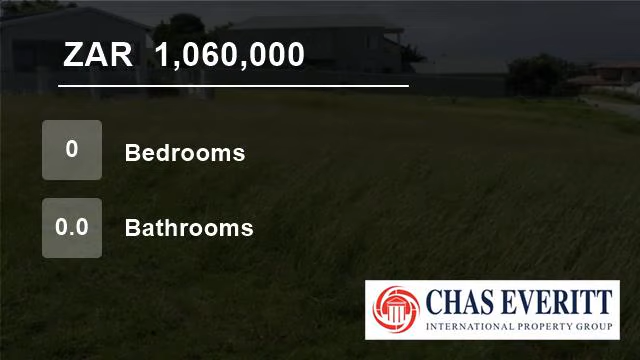 ZAR 1,060,000
0
Bedrooms
0.0
Bathrooms
CHAS EVERITT
INTERNATIONAL PROPERTY GROUP